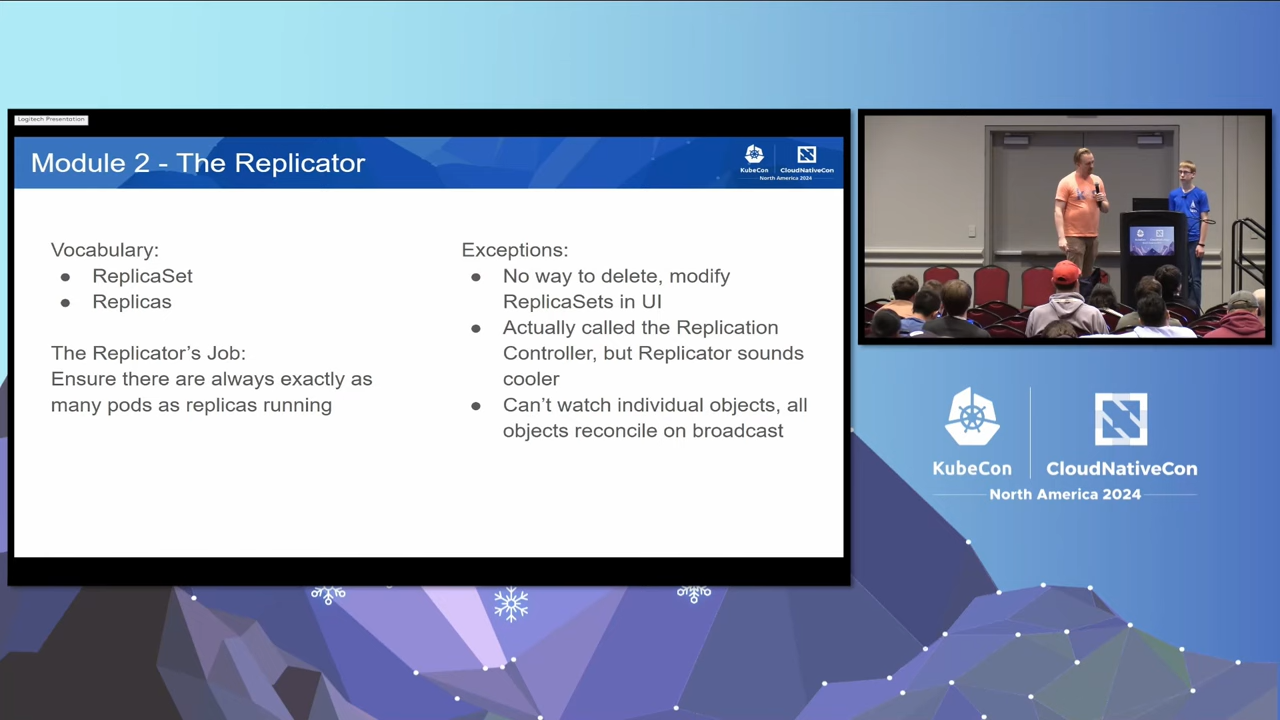 Logitech Presentation
Module 2 - The Replicator
KubeCon
CloudNativeCon
North America 2024
Vocabulary:
● ReplicaSet
● Replicas
The Replicator’s Job:
Ensure there are always exactly as
many pods as replicas running
Exceptions:
● No way to delete, modify
ReplicaSets in UI
● Actually called the Replication
Controller, but Replicator sounds
cooler
● Can’t watch individual objects, all
objects reconcile on broadcast
KubeCon
CloudNativeCon
North America 2024